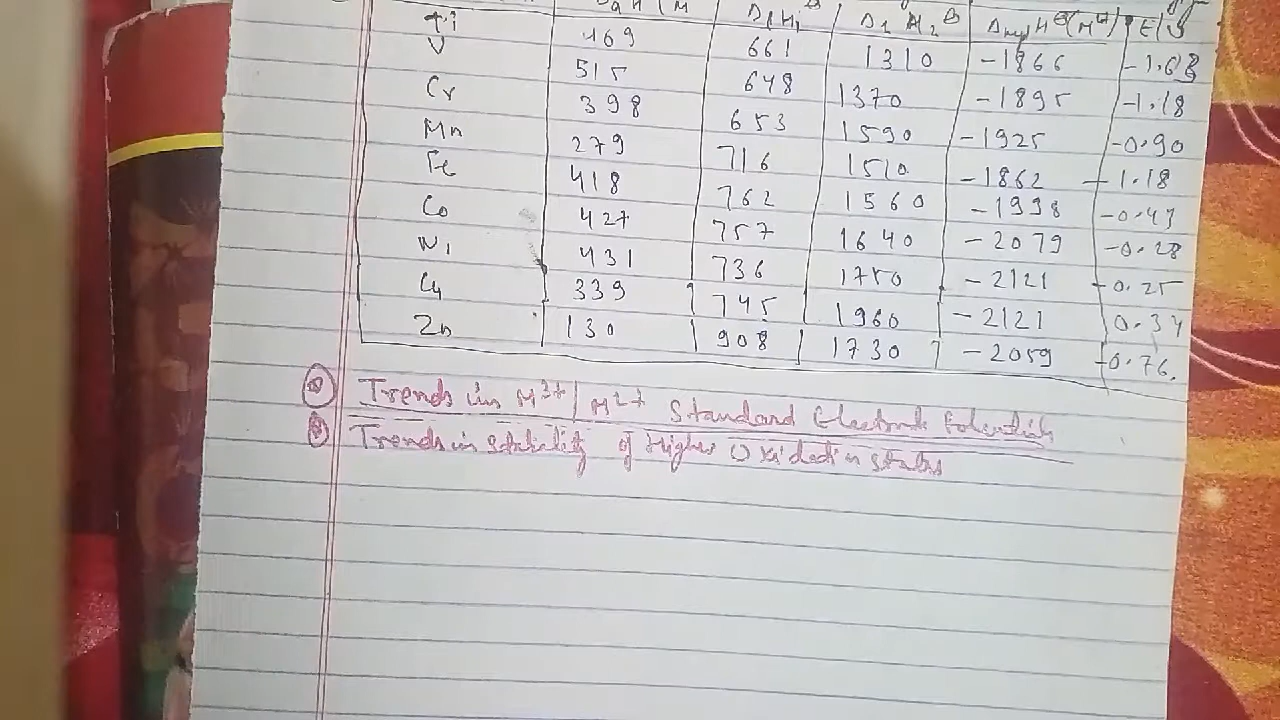 Ti 469 661 1310 -1866 -1.63
V 515 648 1370 -1895 -1.18
Cr 398 653 1590 -1925 -0.90
Mn 279 716 1510 -1862 -1.18
Fe 418 762 1560 -1998 -0.44
Co 427 757 1640 -2079 -0.28
Ni 431 736 1750 -2121 -0.25
Cu 339 745 1960 -2121 0.34
Zn 130 908 1730 -2059 -0.76
Trends in M³⁺/M²⁺ Standard Electrode Potentials
Trends in stability of Higher Oxidation states